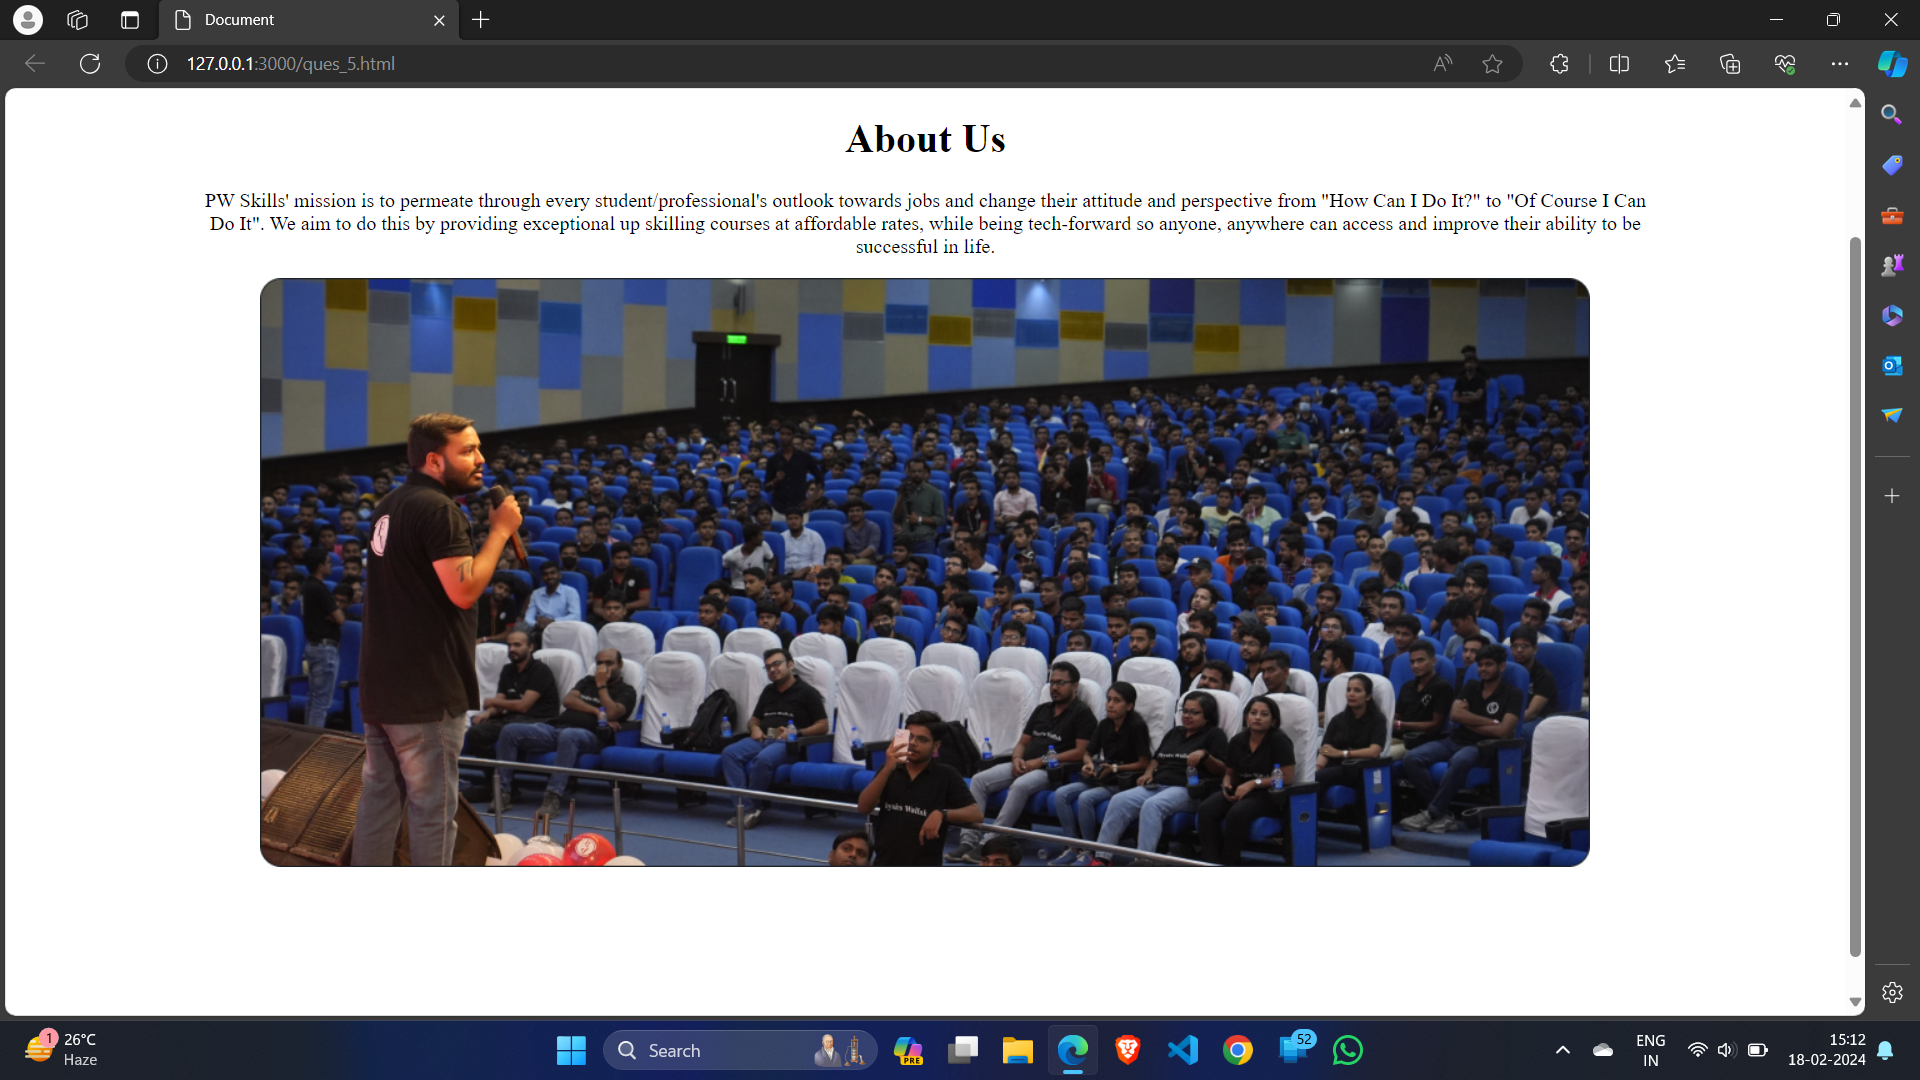 Document
127.0.0.1:3000/ques_5.html
About Us
PW Skills' mission is to permeate through every student/professional's outlook towards jobs and change their attitude and perspective from "How Can I Do It?" to "Of Course I Can
Do It". We aim to do this by providing exceptional up skilling courses at affordable rates, while being tech-forward so anyone, anywhere can access and improve their ability to be
successful in life.
1
26°C
Haze
Search
PRE
52
ENG
IN
15:12
18-02-2024